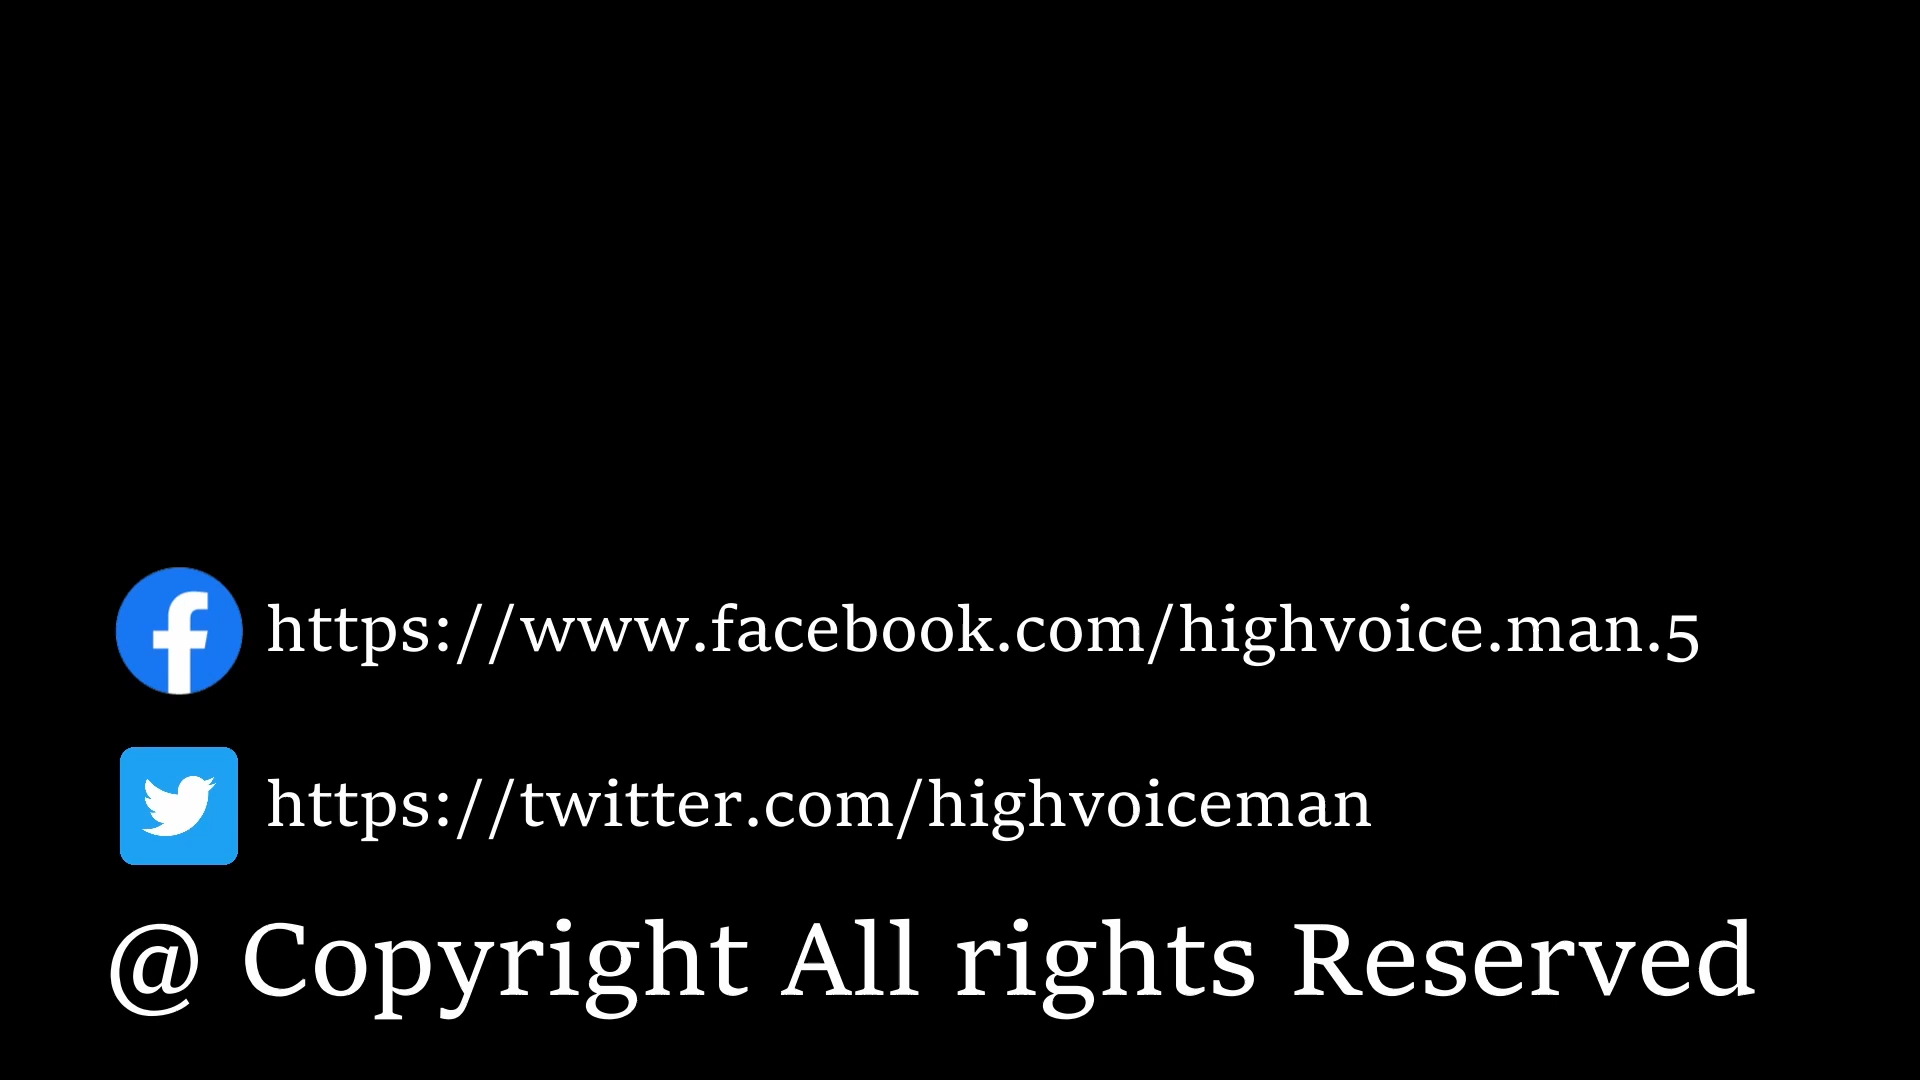 https://www.facebook.com/highvoice.man.5
https://twitter.com/highvoiceman
@ Copyright All rights Reserved